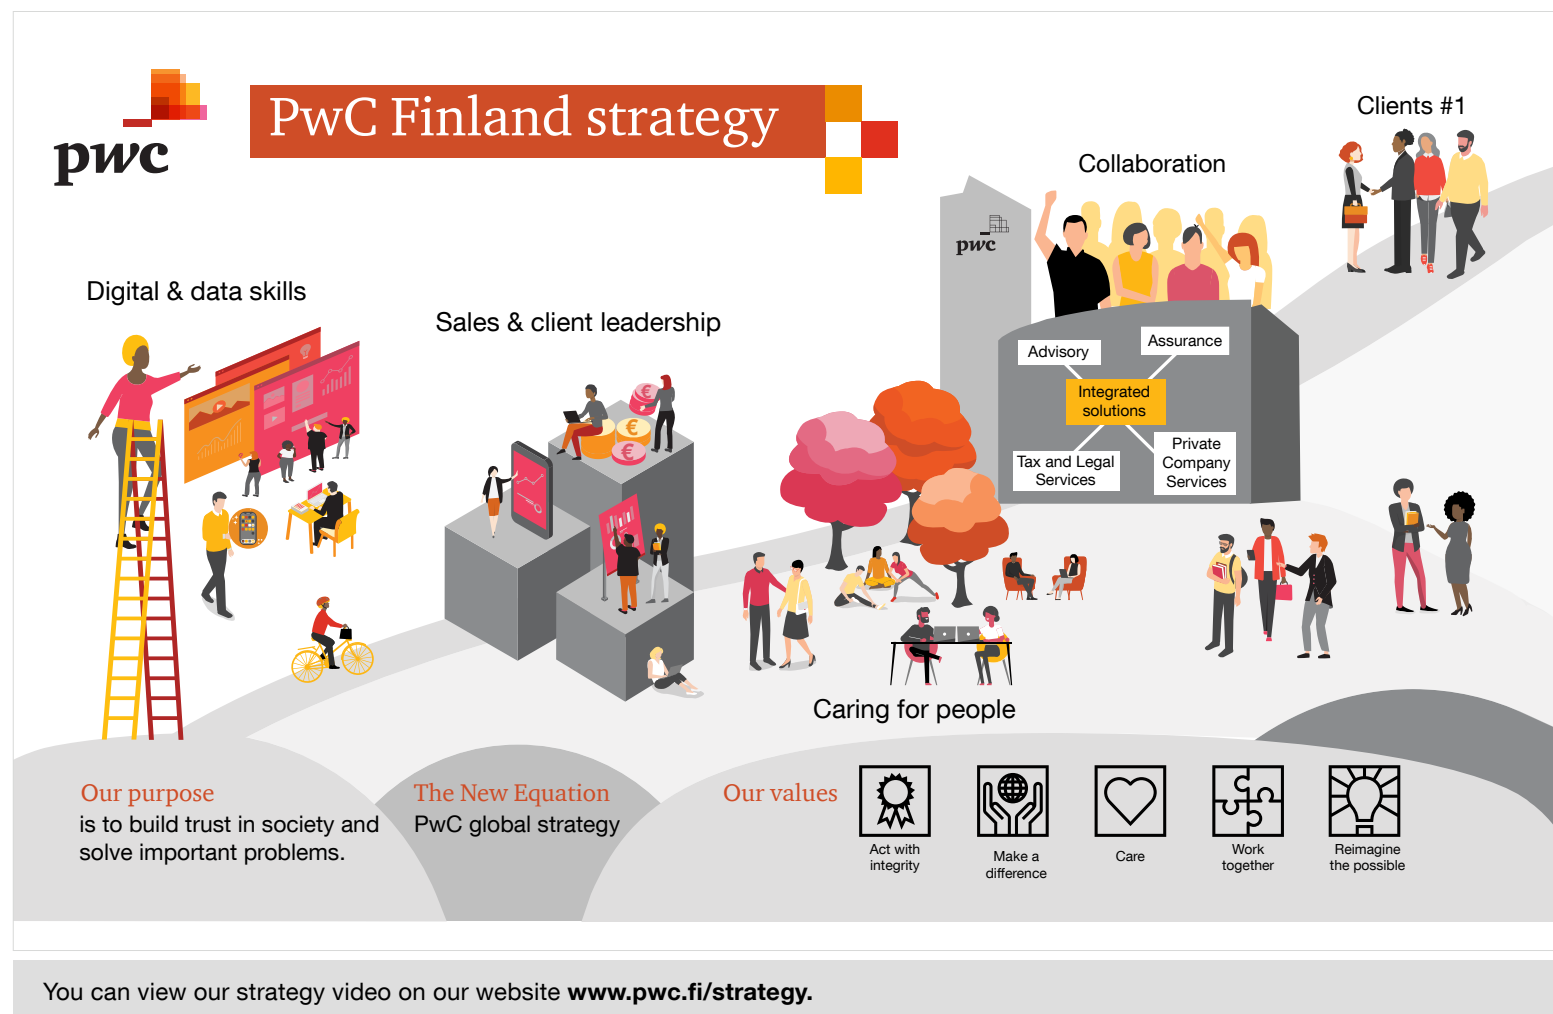 pwc
PwC Finland strategy
Clients #1
Collaboration
pwc
Digital & data skills
Sales & client leadership
Advisory
Assurance
Integrated
solutions
Tax and Legal
Services
Private
Company
Services
€
€
€
Caring for people
Our purpose
is to build trust in society and
solve important problems.
The New Equation
PwC global strategy
Our values
Act with
integrity
Make a
difference
Care
Work
together
Reimagine
the possible
You can view our strategy video on our website www.pwc.fi/strategy.